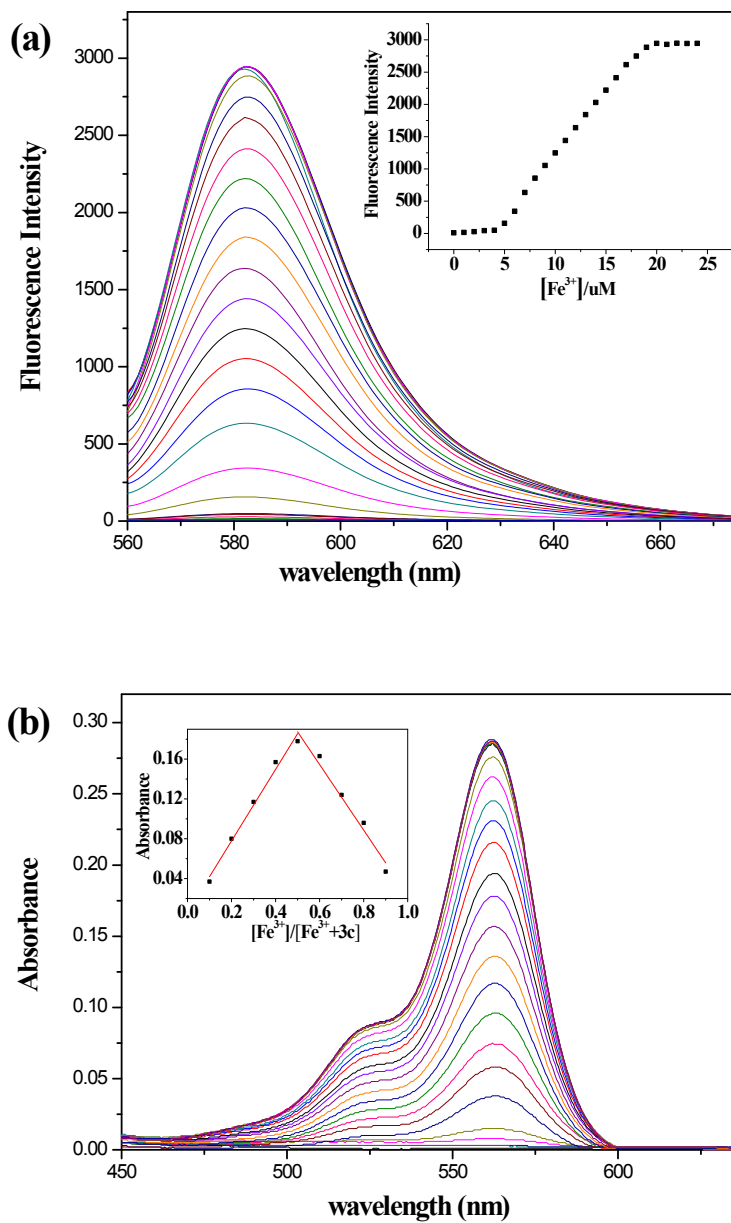 (a)
3000
2500
2000
1500
1000
500
0
Fluorescence Intensity
560 580 600 620 640 660
wavelength (nm)
3000
2500
2000
1500
1000
500
0
Fluorescence Intensity
0 5 10 15 20 25
[Fe³⁺]/uM
(b)
0.30
0.25
0.20
0.15
0.10
0.05
0.00
Absorbance
450 500 550 600
wavelength (nm)
0.16
0.12
0.08
0.04
Absorbance
0.0 0.2 0.4 0.6 0.8 1.0
[Fe³⁺]/[Fe³⁺+3c]